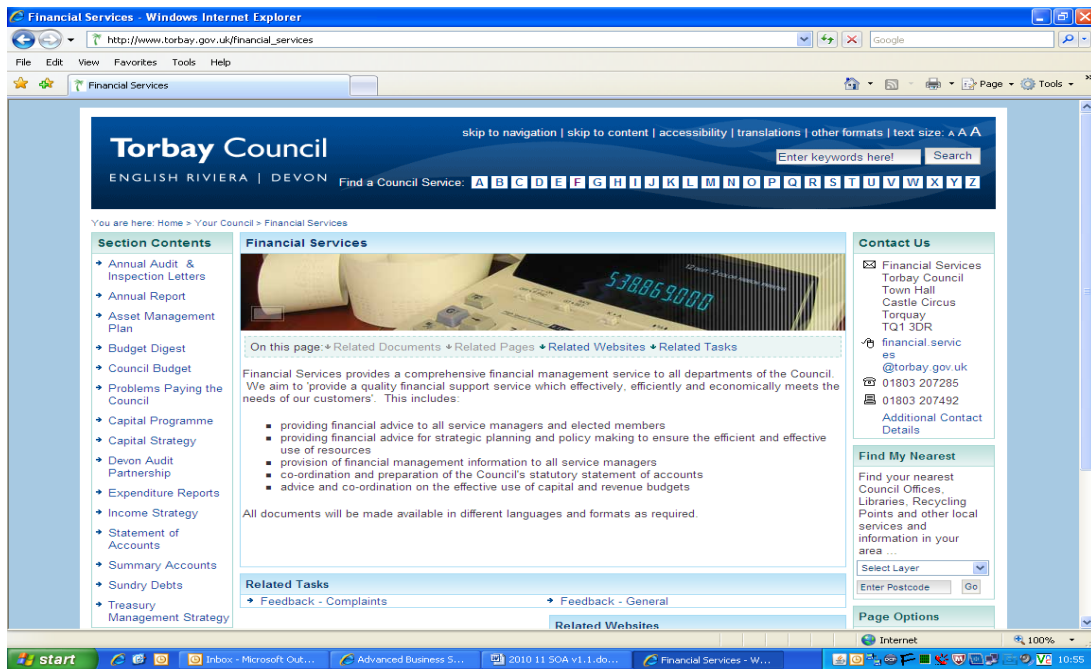 Financial Services - Windows Internet Explorer
http://www.torbay.gov.uk/financial_services
Google
File Edit View Favorites Tools Help
Financial Services
Page
Tools
skip to navigation | skip to content | accessibility | translations | other formats | text size: A A A
Torbay Council
Enter keywords here! Search
ENGLISH RIVIERA | DEVON
Find a Council Service: A B C D E F G H I J K L M N O P Q R S T U V W X Y Z
You are here: Home > Your Council > Financial Services
Section Contents
Annual Audit & 
Inspection Letters
Annual Report
Asset Management
Plan
Budget Digest
Council Budget
Problems Paying the
Council
Capital Programme
Capital Strategy
Devon Audit
Partnership
Expenditure Reports
Income Strategy
Statement of
Accounts
Summary Accounts
Sundry Debts
Treasury
Management Strategy
Financial Services
538,869.000
On this page: Related Documents Related Pages Related Websites Related Tasks
Financial Services provides a comprehensive financial management service to all departments of the Council.
We aim to 'provide a quality financial support service which effectively, efficiently and economically meets the
needs of our customers'. This includes:
providing financial advice to all service managers and elected members
providing financial advice for strategic planning and policy making to ensure the efficient and effective
use of resources
provision of financial management information to all service managers
co-ordination and preparation of the Council's statutory statement of accounts
advice and co-ordination on the effective use of capital and revenue budgets
All documents will be made available in different languages and formats as required.
Related Tasks
Feedback - Complaints
Feedback - General
Related Websites
Contact Us
Financial Services
Torbay Council
Town Hall
Castle Circus
Torquay
TQ1 3DR
financial.servic
es
@torbay.gov.uk
01803 207285
01803 207492
Additional Contact
Details
Find My Nearest
Find your nearest
Council Offices,
Libraries, Recycling
Points and other local
services and
information in your
area ...
Select Layer
Enter Postcode Go
Page Options
Internet
100%
start
Inbox - Microsoft Out...
Advanced Business S...
2010 11 SOA v1.1.do...
Financial Services - W...
10:55